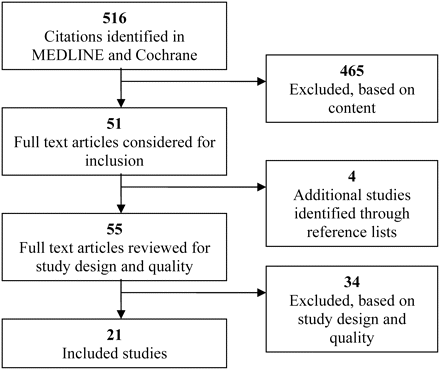 516
Citations identified in
MEDLINE and Cochrane
465
Excluded, based on
content
51
Full text articles considered for
inclusion
4
Additional studies
identified through
reference lists
55
Full text articles reviewed for
study design and quality
34
Excluded, based on
study design and
quality
21
Included studies